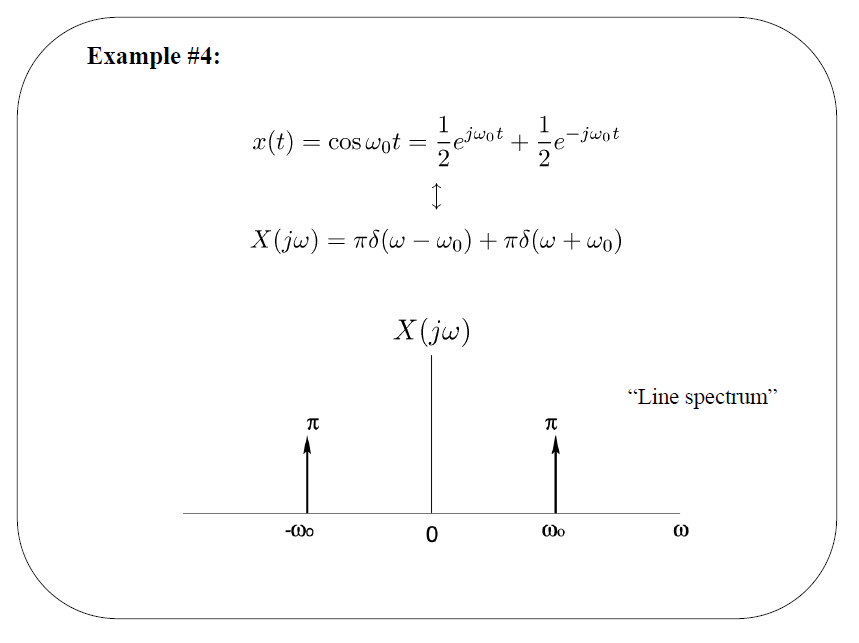 Example #4:
x(t) = cos ω₀t = 1/2 e^{jω₀t} + 1/2 e^{−jω₀t}
↕
X(jω) = πδ(ω − ω₀) + πδ(ω + ω₀)
X(jω)
“Line spectrum”
π π
-ω₀ 0 ω₀ ω